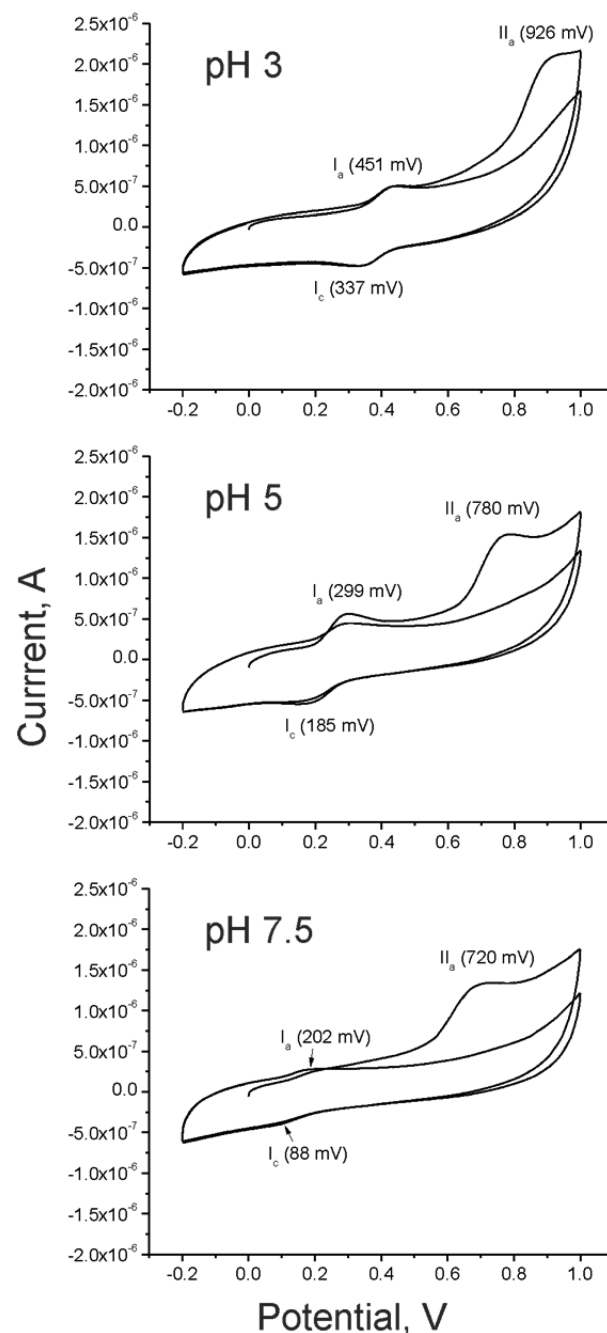 2.5x10⁻⁶
2.0x10⁻⁶
1.5x10⁻⁶
1.0x10⁻⁶
5.0x10⁻⁷
0.0
-5.0x10⁻⁷
-1.0x10⁻⁶
-1.5x10⁻⁶
-2.0x10⁻⁶
pH 3
IIₐ (926 mV)
Iₐ (451 mV)
I꜀ (337 mV)
-0.2 0.0 0.2 0.4 0.6 0.8 1.0
2.5x10⁻⁶
2.0x10⁻⁶
1.5x10⁻⁶
1.0x10⁻⁶
5.0x10⁻⁷
0.0
-5.0x10⁻⁷
-1.0x10⁻⁶
-1.5x10⁻⁶
-2.0x10⁻⁶
pH 5
IIₐ (780 mV)
Iₐ (299 mV)
I꜀ (185 mV)
-0.2 0.0 0.2 0.4 0.6 0.8 1.0
Currrent, A
2.5x10⁻⁶
2.0x10⁻⁶
1.5x10⁻⁶
1.0x10⁻⁶
5.0x10⁻⁷
0.0
-5.0x10⁻⁷
-1.0x10⁻⁶
-1.5x10⁻⁶
-2.0x10⁻⁶
pH 7.5
IIₐ (720 mV)
Iₐ (202 mV)
I꜀ (88 mV)
-0.2 0.0 0.2 0.4 0.6 0.8 1.0
Potential, V